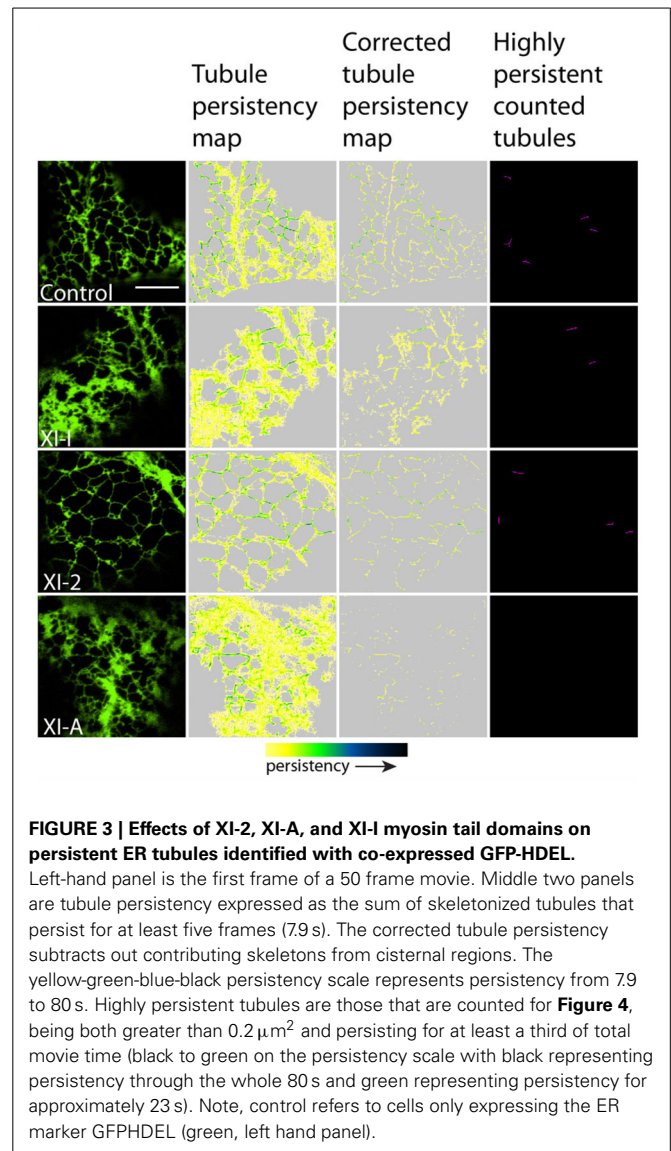 Tubule persistency map
Corrected tubule persistency map
Highly persistent counted tubules
Control
XI-I
XI-2
XI-A
persistency →
FIGURE 3 | Effects of XI-2, XI-A, and XI-I myosin tail domains on
persistent ER tubules identified with co-expressed GFP-HDEL.
Left-hand panel is the first frame of a 50 frame movie. Middle two panels
are tubule persistency expressed as the sum of skeletonized tubules that
persist for at least five frames (7.9 s). The corrected tubule persistency
subtracts out contributing skeletons from cisternal regions. The
yellow-green-blue-black persistency scale represents persistency from 7.9
to 80 s. Highly persistent tubules are those that are counted for Figure 4,
being both greater than 0.2 μm² and persisting for at least a third of total
movie time (black to green on the persistency scale with black representing
persistency through the whole 80 s and green representing persistency for
approximately 23 s). Note, control refers to cells only expressing the ER
marker GFPHDEL (green, left hand panel).